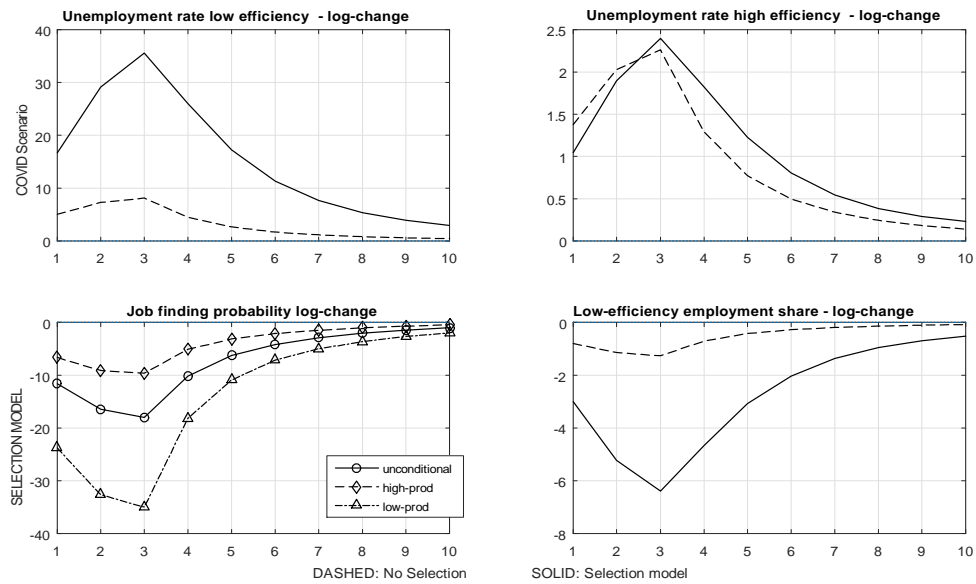 Unemployment rate low efficiency - log-change
40
30
20
10
0
COVID Scenario
1 2 3 4 5 6 7 8 9 10
Unemployment rate high efficiency - log-change
2.5
2
1.5
1
0.5
0
1 2 3 4 5 6 7 8 9 10
Job finding probability log-change
0
-10
-20
-30
-40
SELECTION MODEL
unconditional
high-prod
low-prod
1 2 3 4 5 6 7 8 9 10
Low-efficiency employment share - log-change
0
-2
-4
-6
-8
1 2 3 4 5 6 7 8 9 10
DASHED: No Selection
SOLID: Selection model